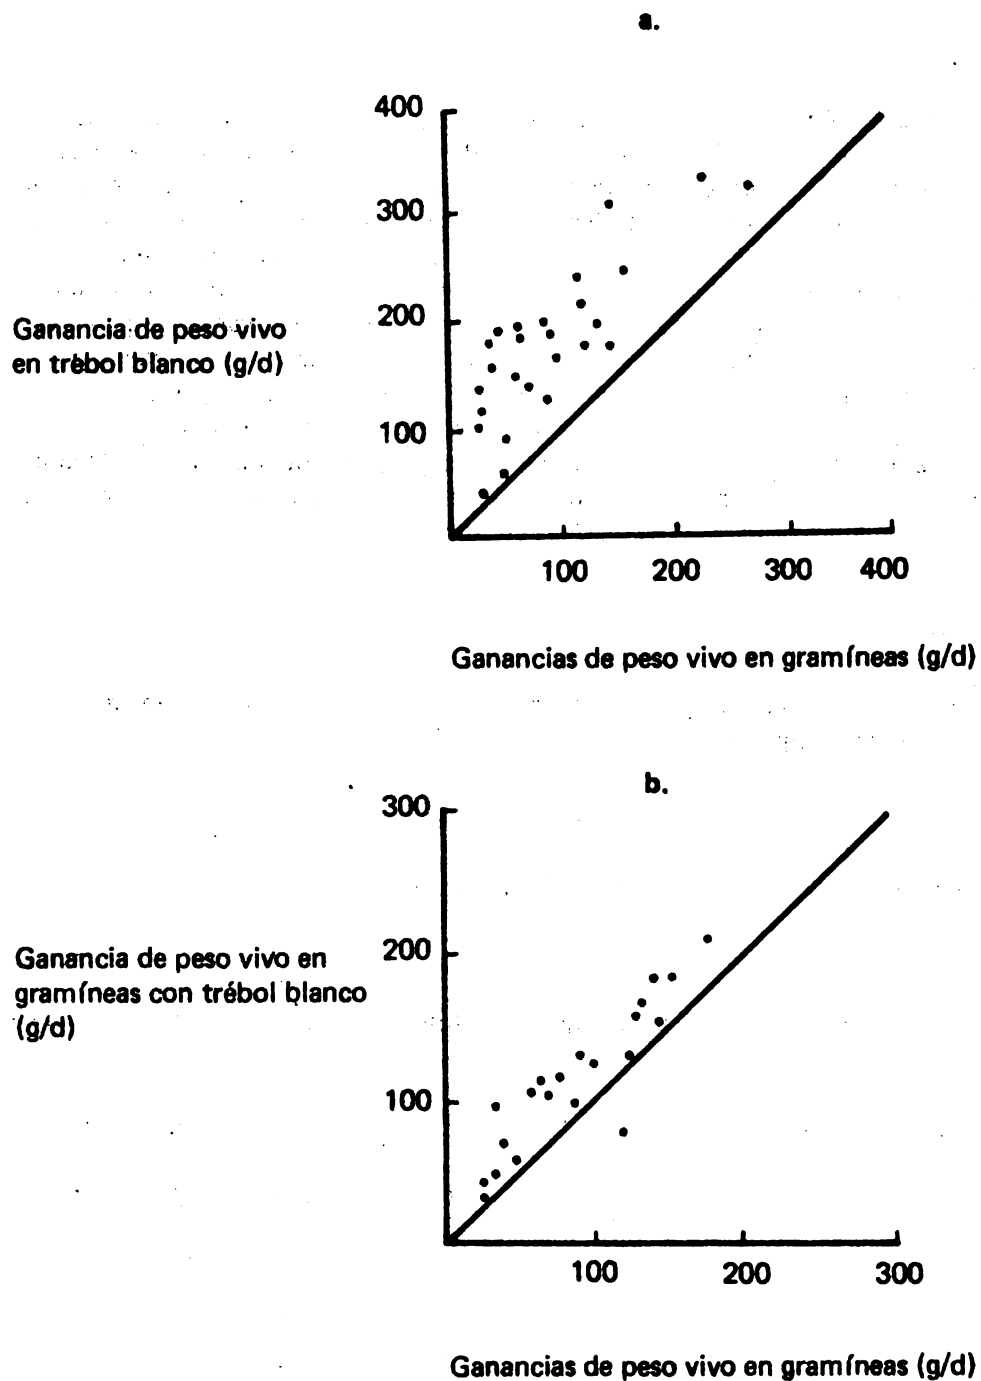 a.
400
300
200
100
Ganancia de peso vivo
en trébol blanco (g/d)
100 200 300 400
Ganancias de peso vivo en gramíneas (g/d)
b.
300
200
100
Ganancia de peso vivo en
gramíneas con trébol blanco
(g/d)
100 200 300
Ganancias de peso vivo en gramíneas (g/d)